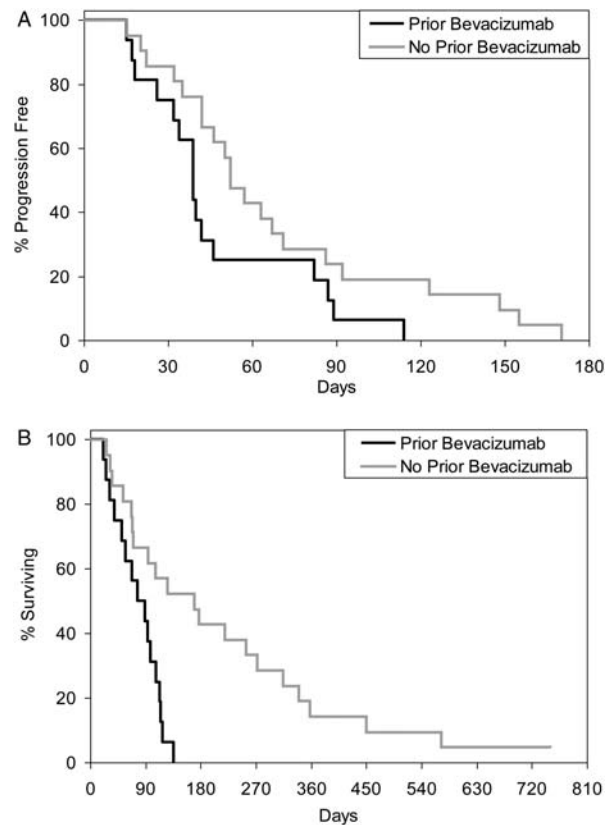 A
Prior Bevacizumab
No Prior Bevacizumab
% Progression Free
100
80
60
40
20
0
0 30 60 90 120 150 180
Days
B
Prior Bevacizumab
No Prior Bevacizumab
% Surviving
100
80
60
40
20
0
0 90 180 270 360 450 540 630 720 810
Days